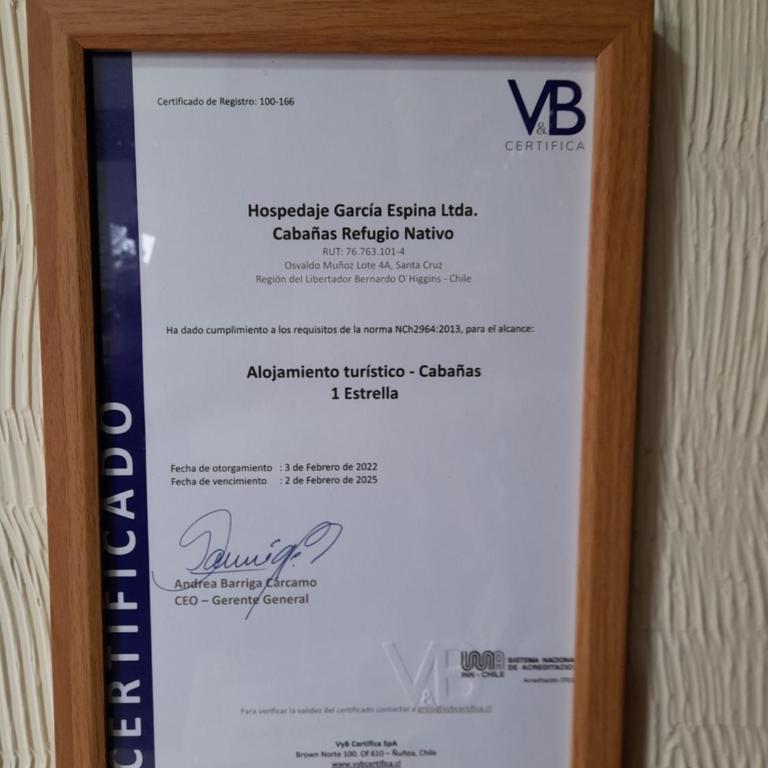 Certificado de Registro: 100-166
V&B
CERTIFICA
Hospedaje García Espina Ltda.
Cabañas Refugio Nativo
RUT: 76.763.101-4
Osvaldo Muñoz Lote 4A, Santa Cruz
Región del Libertador Bernardo O´Higgins - Chile
Ha dado cumplimiento a los requisitos de la norma NCh2964:2013, para el alcance:
Alojamiento turístico - Cabañas
1 Estrella
Fecha de otorgamiento : 3 de Febrero de 2022
Fecha de vencimiento : 2 de Febrero de 2025
Andrea Barriga Cárcamo
CEO – Gerente General
CERTIFICADO
V&B
INN - CHILE
SISTEMA NACIONAL
DE ACREDITACION
Acreditación
Para verificar la validez del certificado contactar a
VyB Certifica SpA
Brown Norte 100. Of 610 – Ñuñoa, Chile
www.vybcertifica.cl